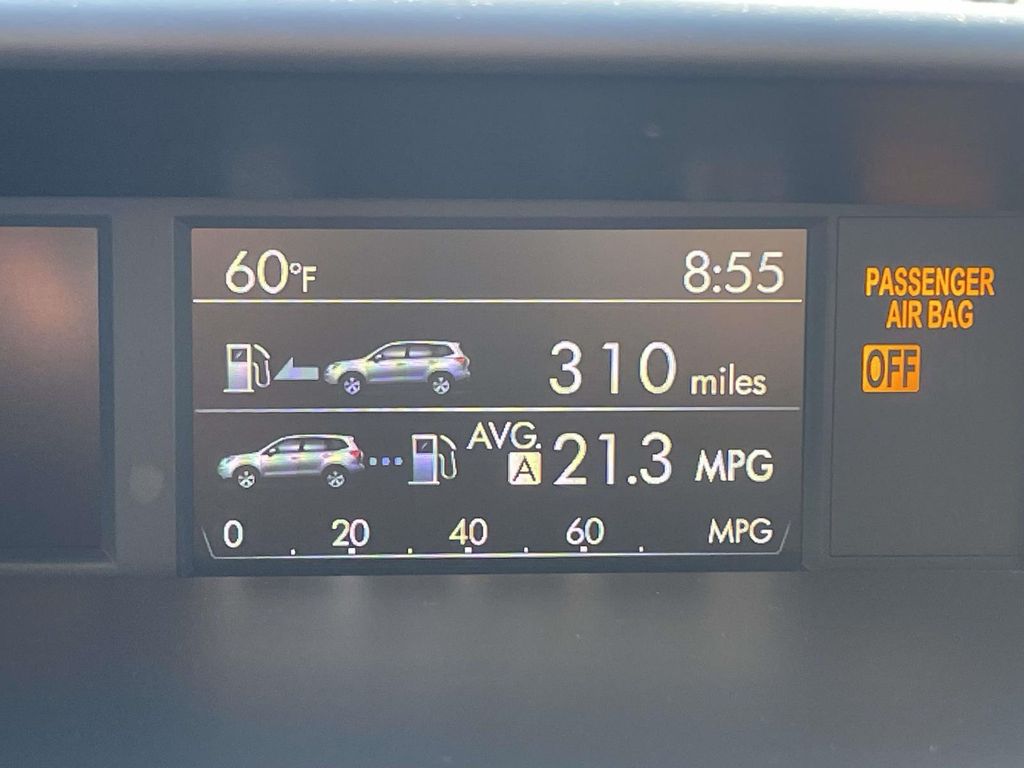 60°F 8:55
310 miles
AVG. A 21.3 MPG
0 20 40 60 MPG
PASSENGER
AIR BAG
OFF